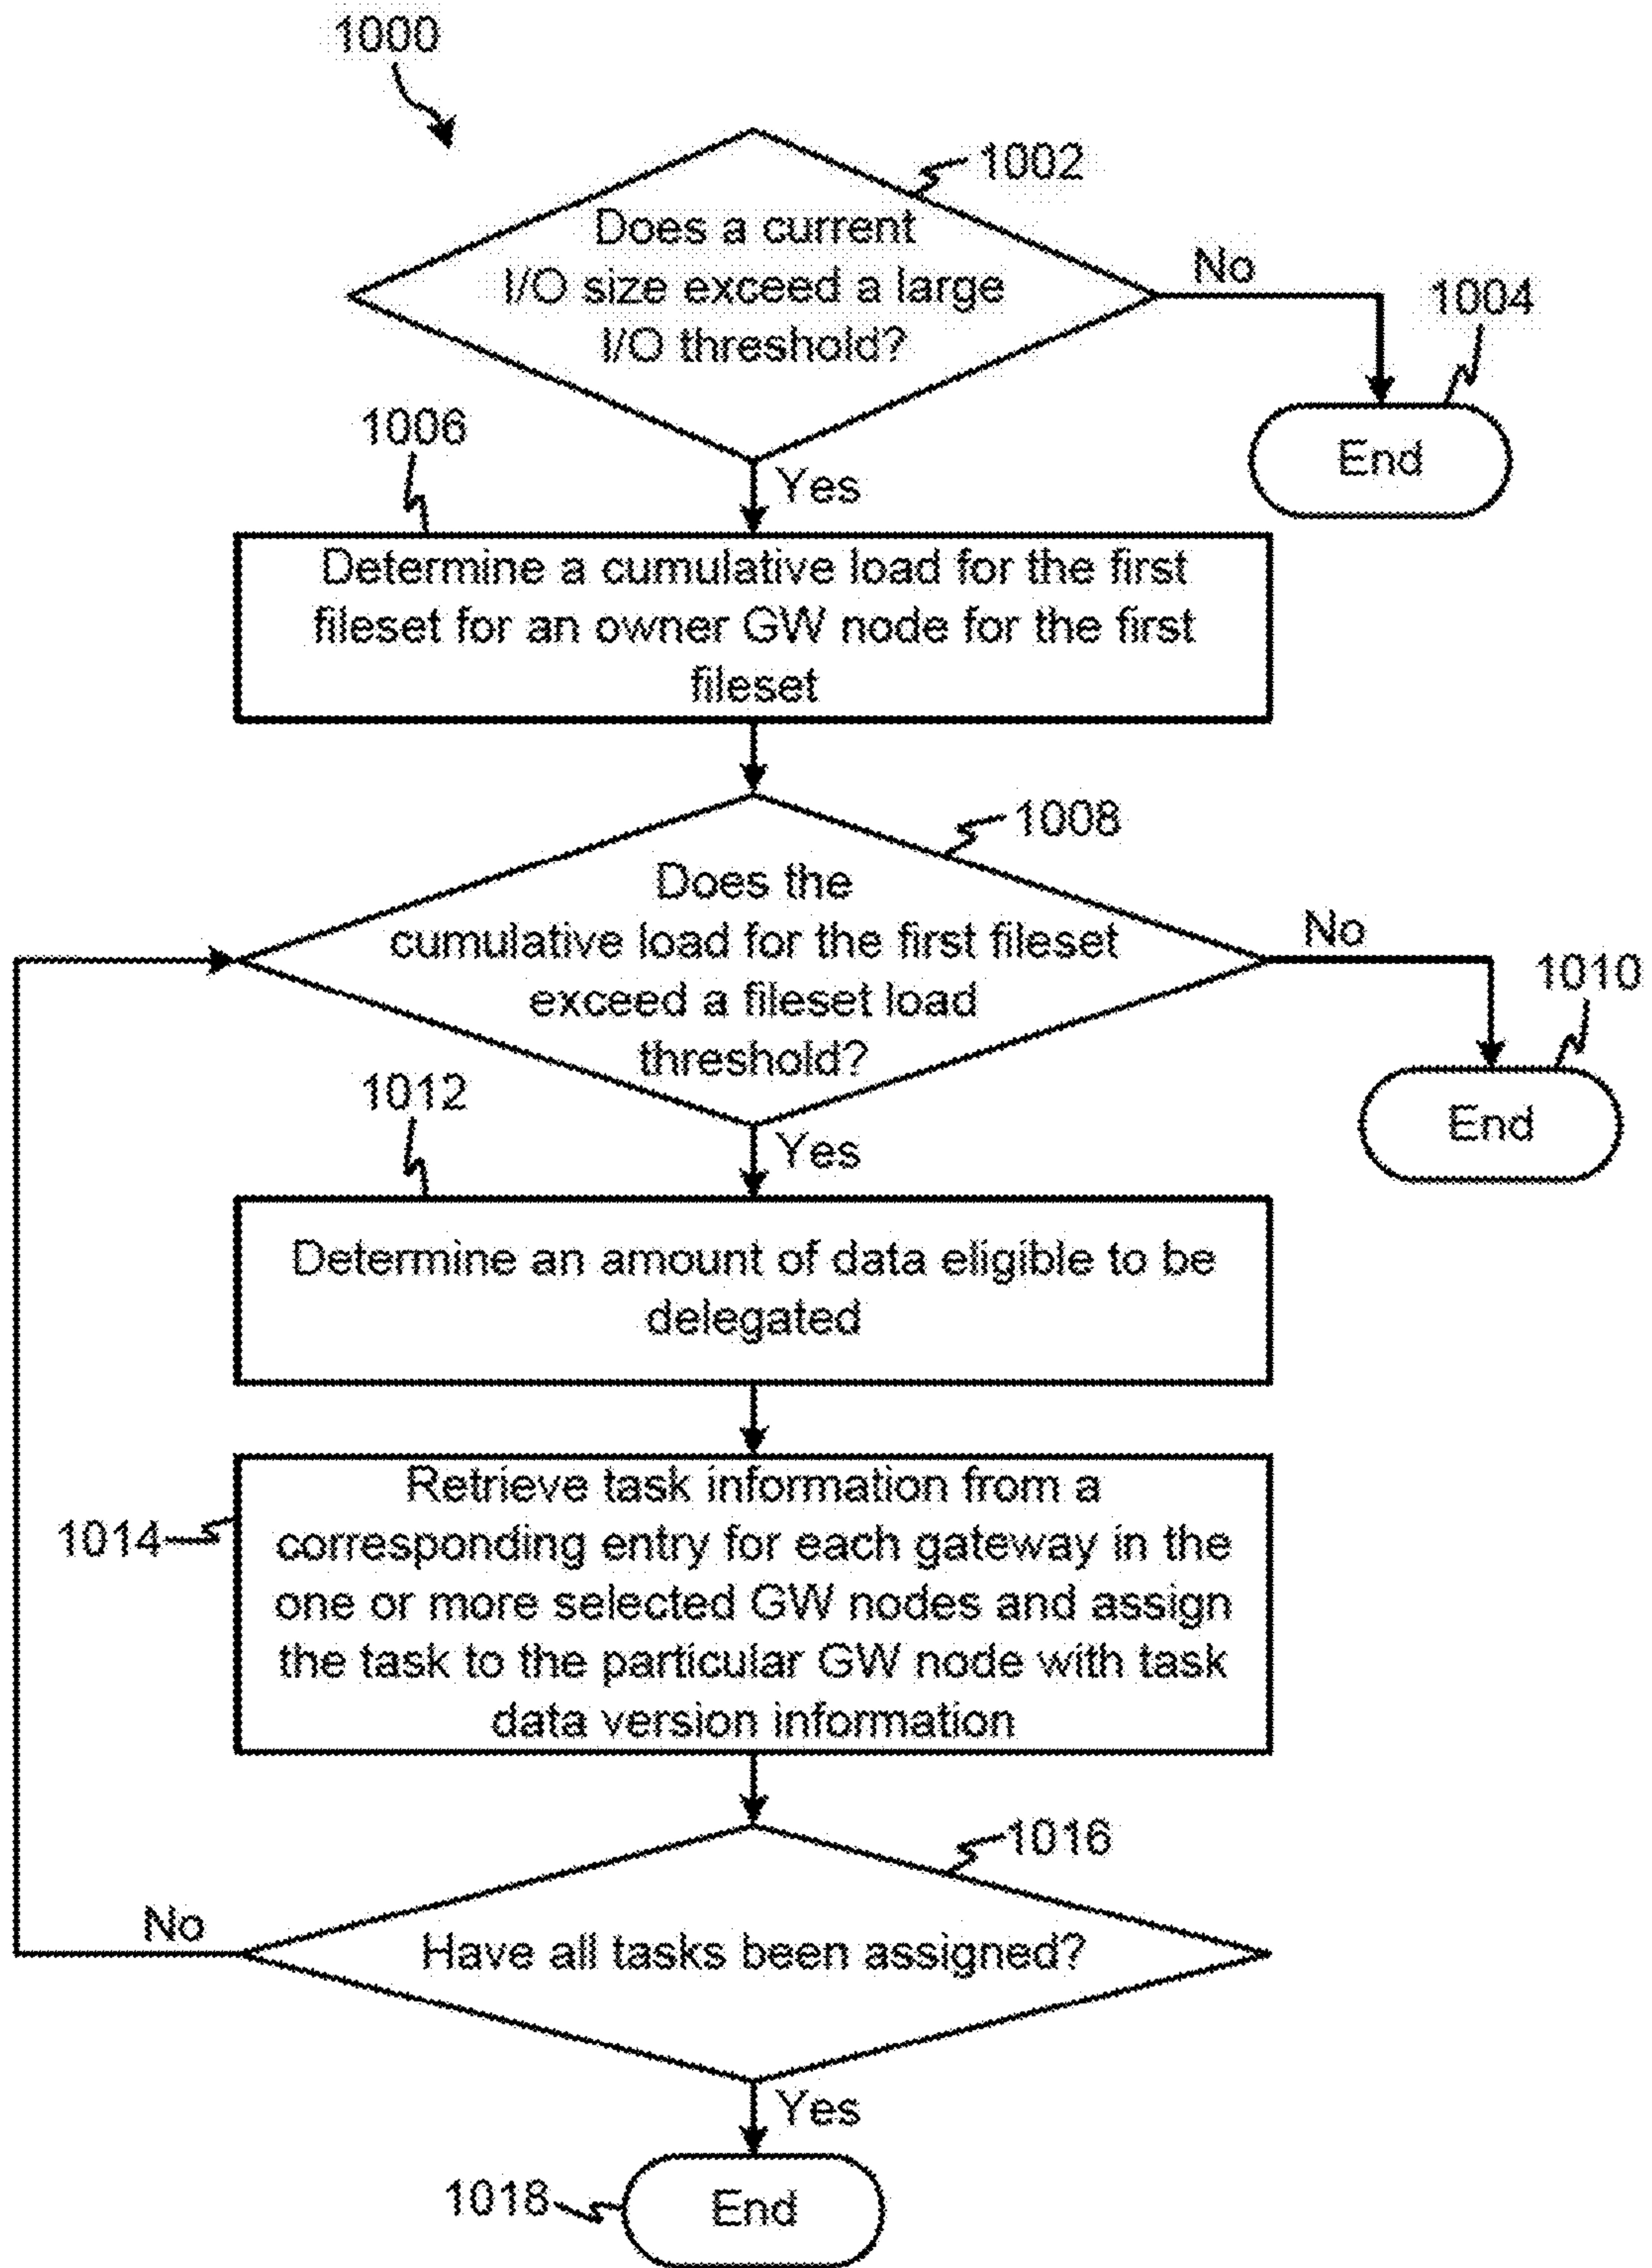 1000
1002
Does a current
I/O size exceed a large
I/O threshold?
No
1004
End
1006
Yes
Determine a cumulative load for the first
fileset for an owner GW node for the first
fileset
1008
Does the
cumulative load for the first fileset
exceed a fileset load
threshold?
No
1010
End
1012
Yes
Determine an amount of data eligible to be
delegated
1014
Retrieve task information from a
corresponding entry for each gateway in the
one or more selected GW nodes and assign
the task to the particular GW node with task
data version information
1016
No
Have all tasks been assigned?
Yes
1018
End